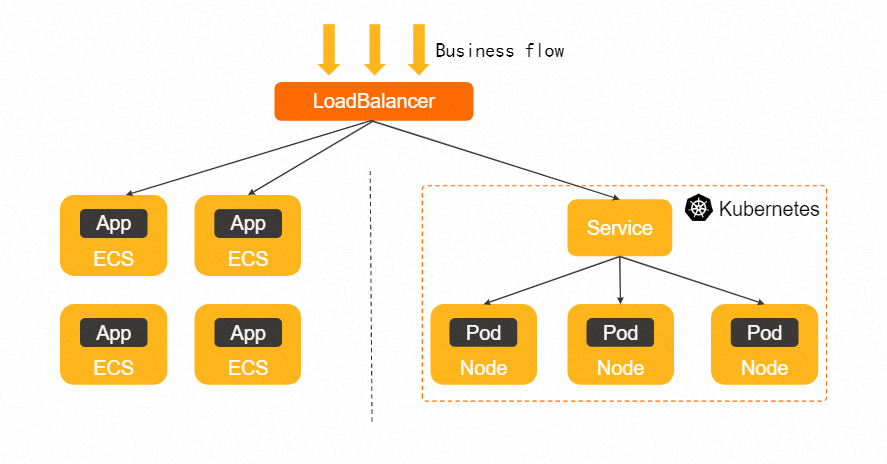 Business flow
LoadBalancer
App
ECS
App
ECS
App
ECS
App
ECS
Kubernetes
Service
Pod
Node
Pod
Node
Pod
Node